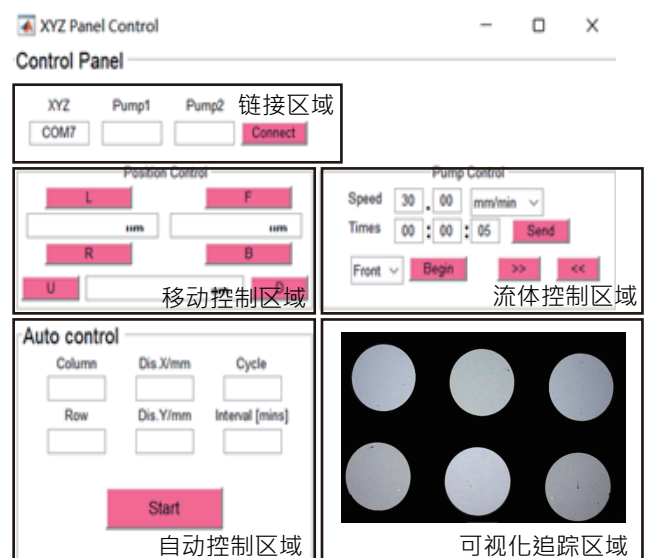 XYZ Panel Control
Control Panel
XYZ Pump1 Pump2 链接区域
COM7 Connect
Position Control
L F
um um
R B
U D
移动控制区域
Pump Control
Speed 30 . 00 mm/min
Times 00 : 00 : 05 Send
Front Begin >> <<
流体控制区域
Auto control
Column Dis.X/mm Cycle
Row Dis.Y/mm Interval [mins]
Start
自动控制区域
可视化追踪区域